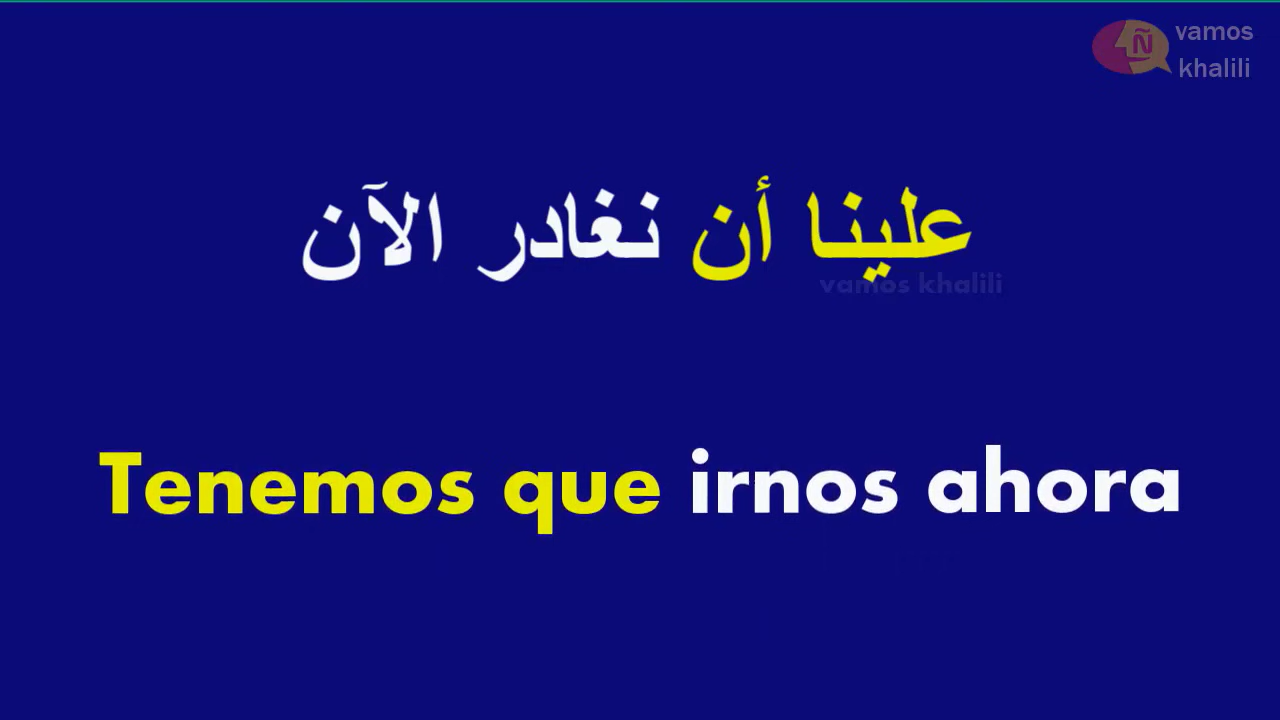 vamos
khalili
علينا أن نغادر الآن
vamos khalili
Tenemos que irnos ahora